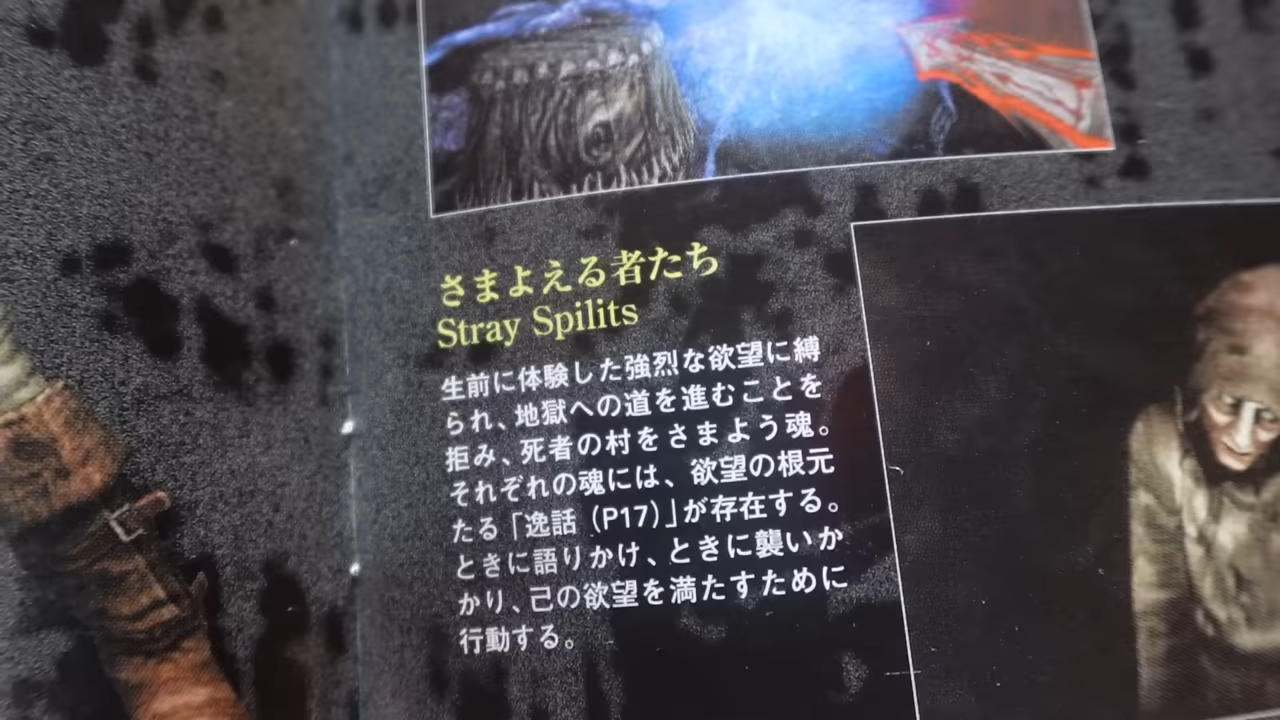 さまよえる者たち
Stray Spilits
生前に体験した強烈な欲望に縛
られ、地獄への道を進むことを
拒み、死者の村をさまよう魂。
それぞれの魂には、欲望の根元
たる「逸話（P17）」が存在する。
ときに語りかけ、ときに襲いか
かり、己の欲望を満たすために
行動する。